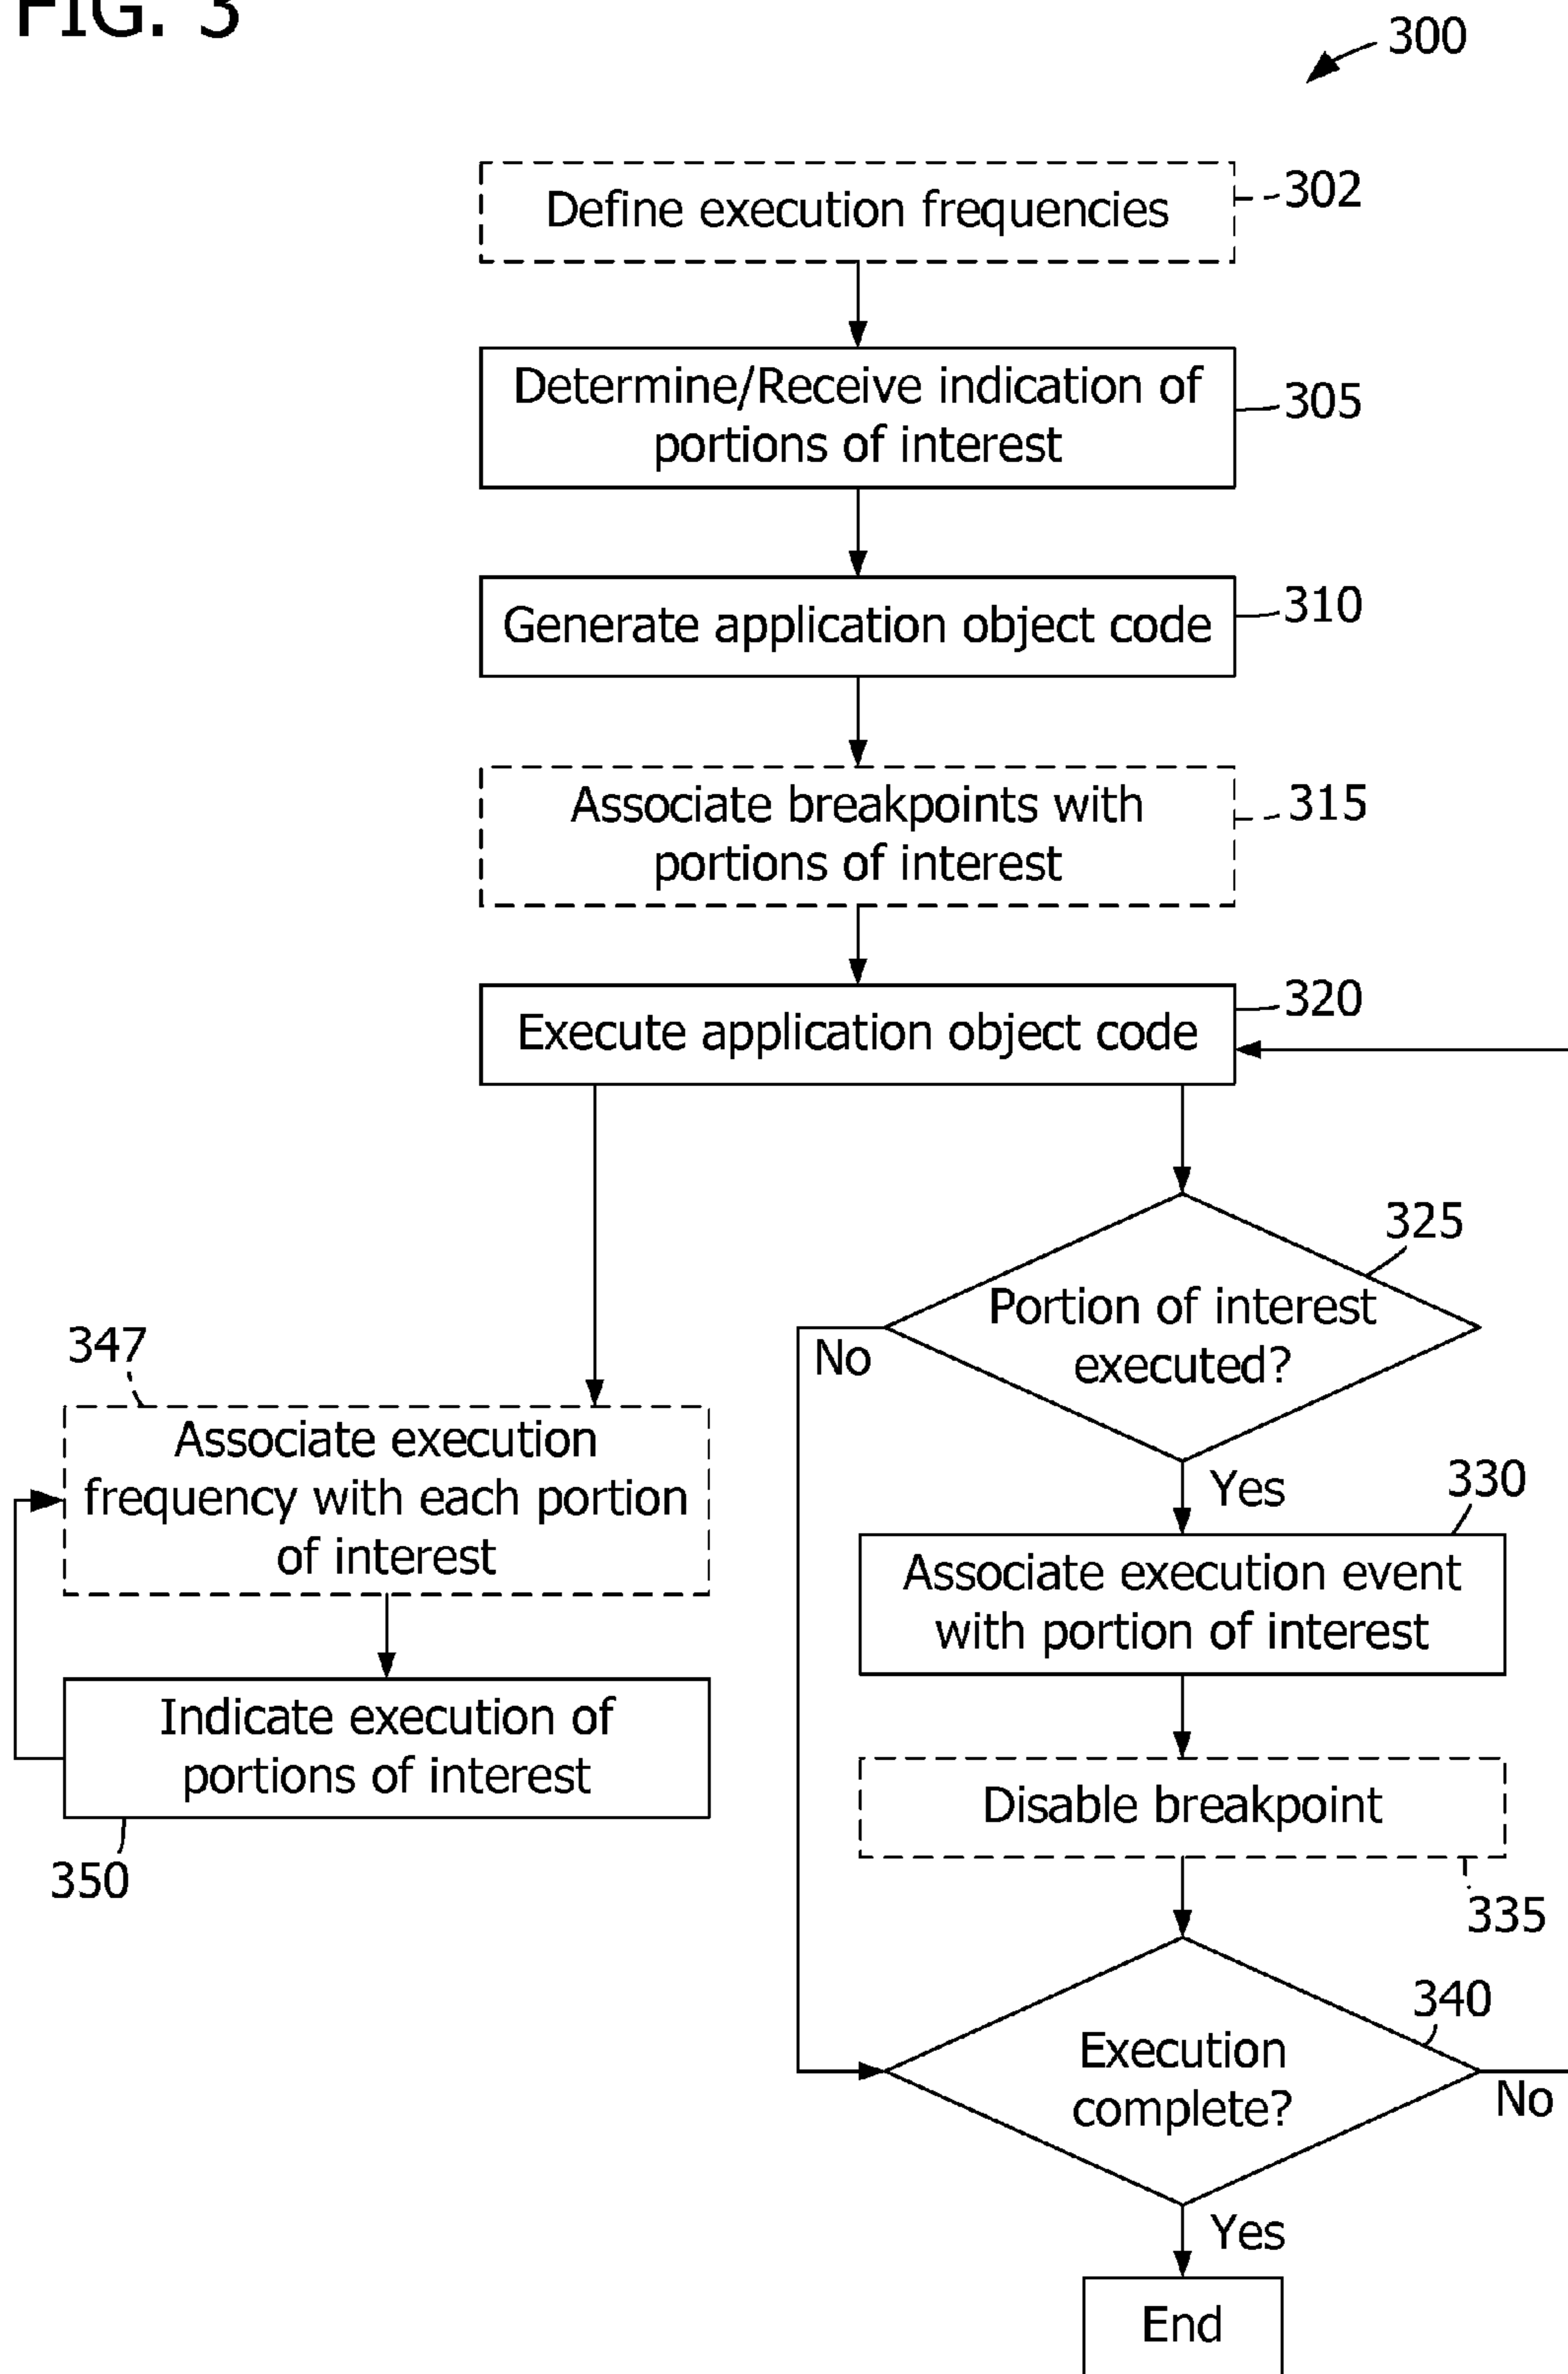 FIG. 3
300
Define execution frequencies
302
Determine/Receive indication of
portions of interest
305
Generate application object code
310
Associate breakpoints with
portions of interest
315
Execute application object code
320
325
Portion of interest
executed?
No
Yes
347
Associate execution
frequency with each portion
of interest
330
Associate execution event
with portion of interest
Indicate execution of
portions of interest
350
Disable breakpoint
335
340
Execution
complete?
No
Yes
End